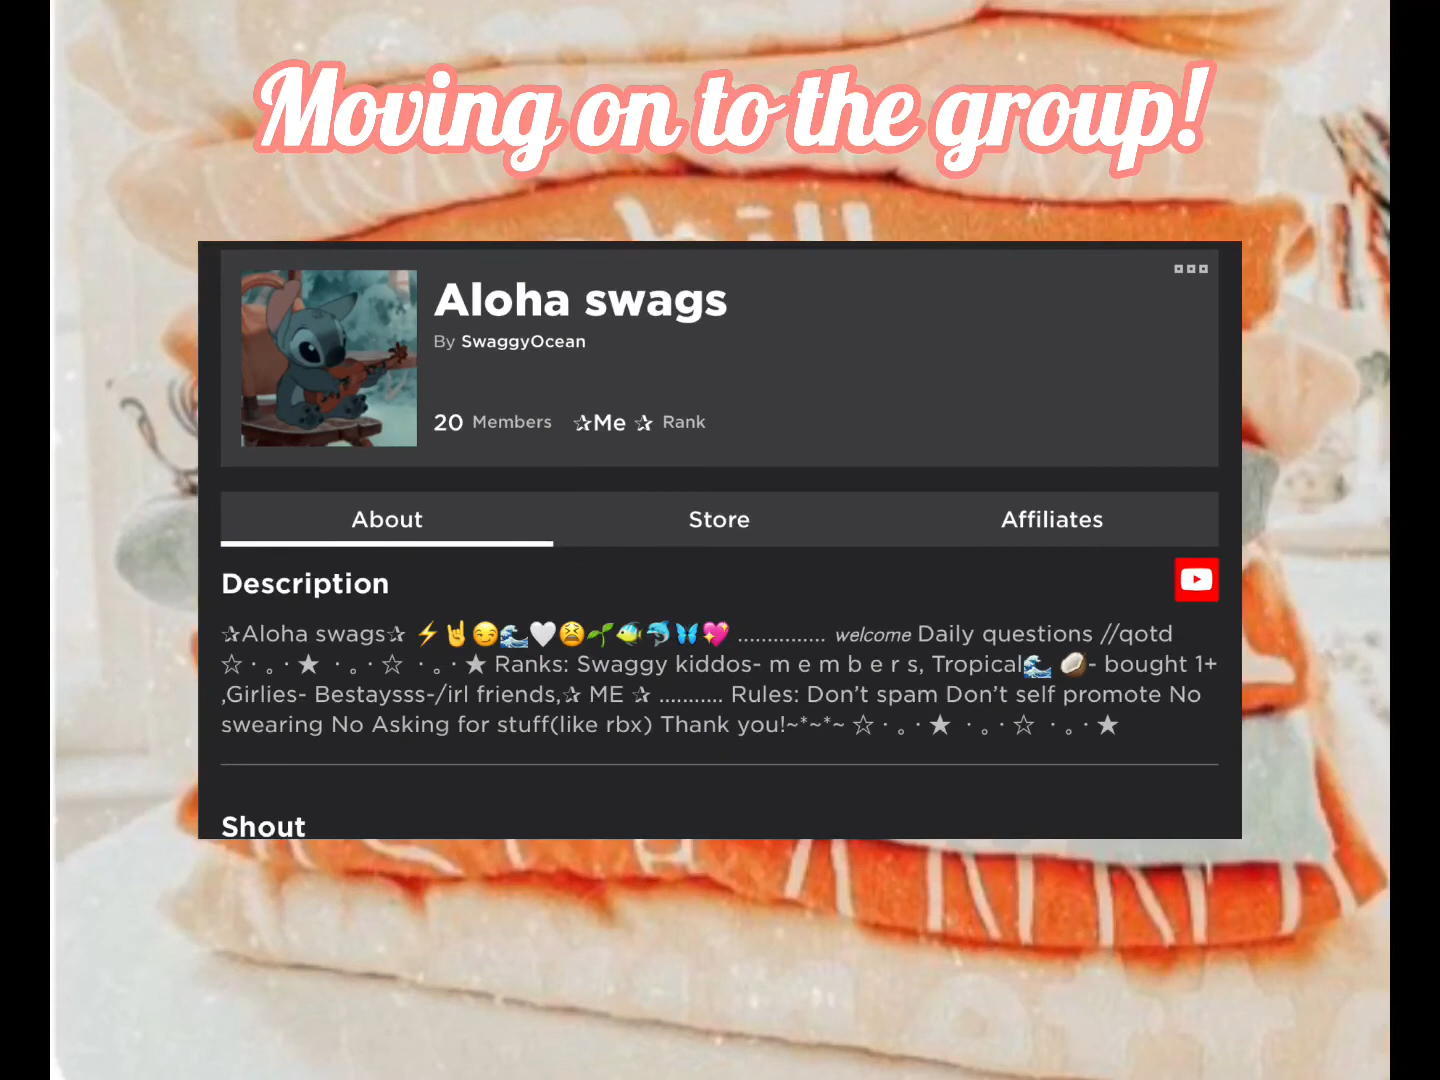 Moving on to the group!
hill
Aloha swags
By SwaggyOcean
20 Members ✰Me ✰ Rank
About Store Affiliates
Description
✰Aloha swags✰ ⚡🤘😏🌊🤍😫🌱🐠🐬🦋💖 ............... welcome Daily questions //qotd
☆・。・★ ・。・☆ ・。・★ Ranks: Swaggy kiddos- m e m b e r s, Tropical🌊 🥥- bought 1+
,Girlies- Bestaysss-/irl friends,✰ ME ✰ ........... Rules: Don’t spam Don’t self promote No
swearing No Asking for stuff(like rbx) Thank you!~*~*~ ☆・。・★ ・。・☆ ・。・★
Shout